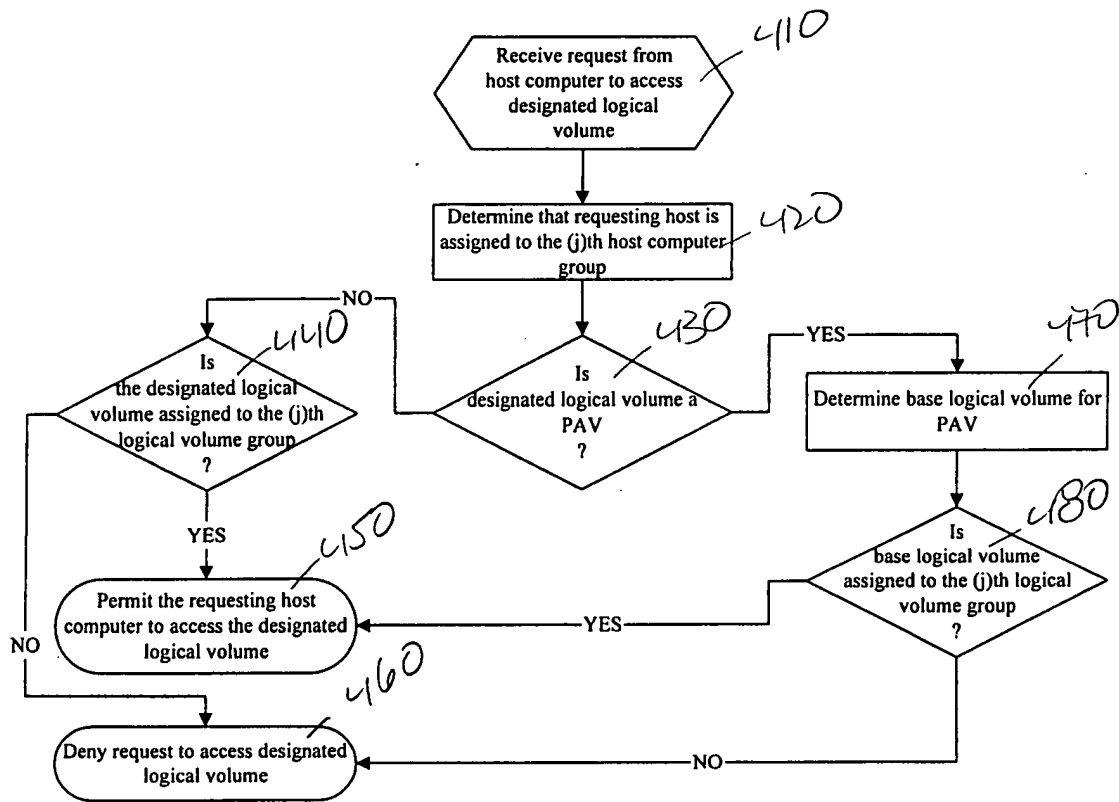 Receive request from
host computer to access
designated logical
volume
410
Determine that requesting host is
assigned to the (j)th host computer
group
420
NO
YES
Is
the designated logical
volume assigned to the (j)th
logical volume group
?
440
Is
designated logical volume a
PAV
?
430
Determine base logical volume for
PAV
470
YES
Permit the requesting host
computer to access the designated
logical volume
450
YES
Is
base logical volume
assigned to the (j)th logical
volume group
?
480
NO
Deny request to access designated
logical volume
460
NO